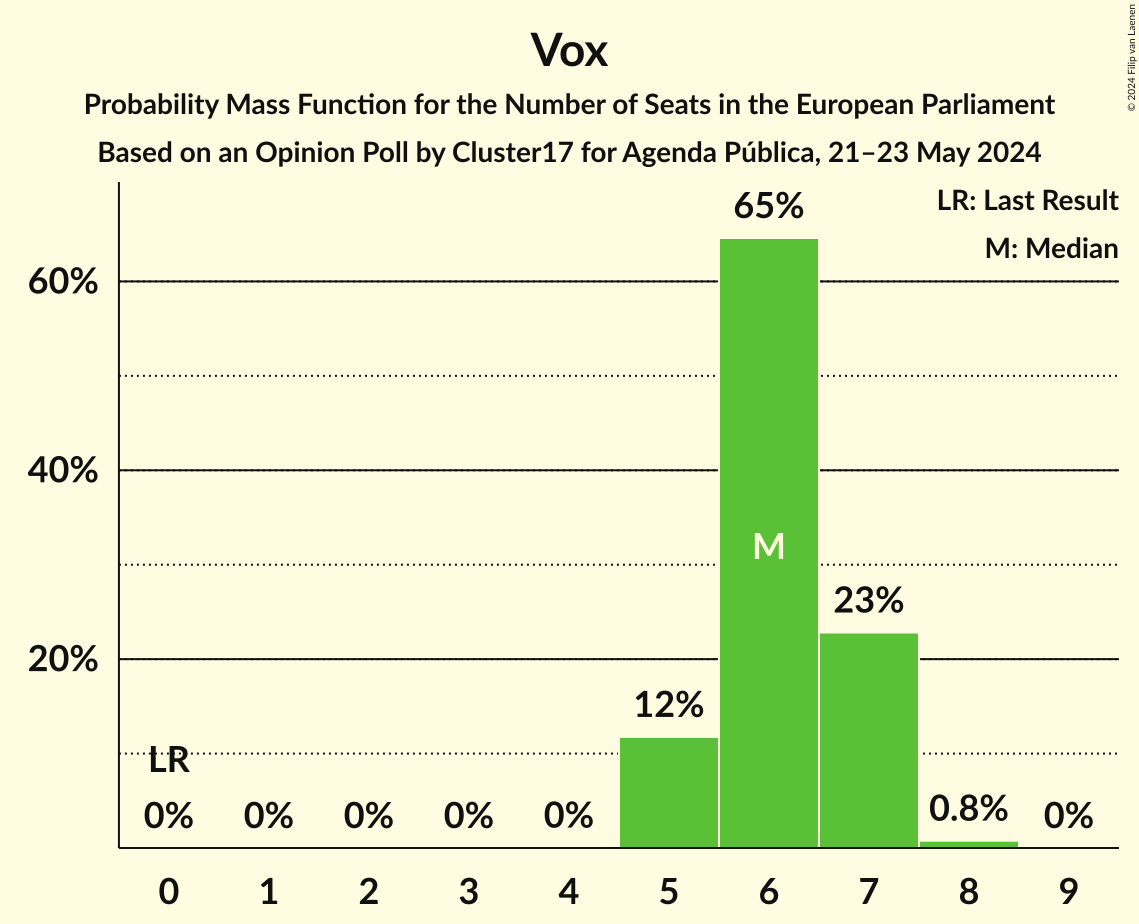 Vox
Probability Mass Function for the Number of Seats in the European Parliament
Based on an Opinion Poll by Cluster17 for Agenda Pública, 21–23 May 2024
© 2024 Filip van Laenen
LR: Last Result
M: Median
60%
40%
20%
65%
M
23%
12%
LR
0% 0% 0% 0% 0% 0.8% 0%
0 1 2 3 4 5 6 7 8 9